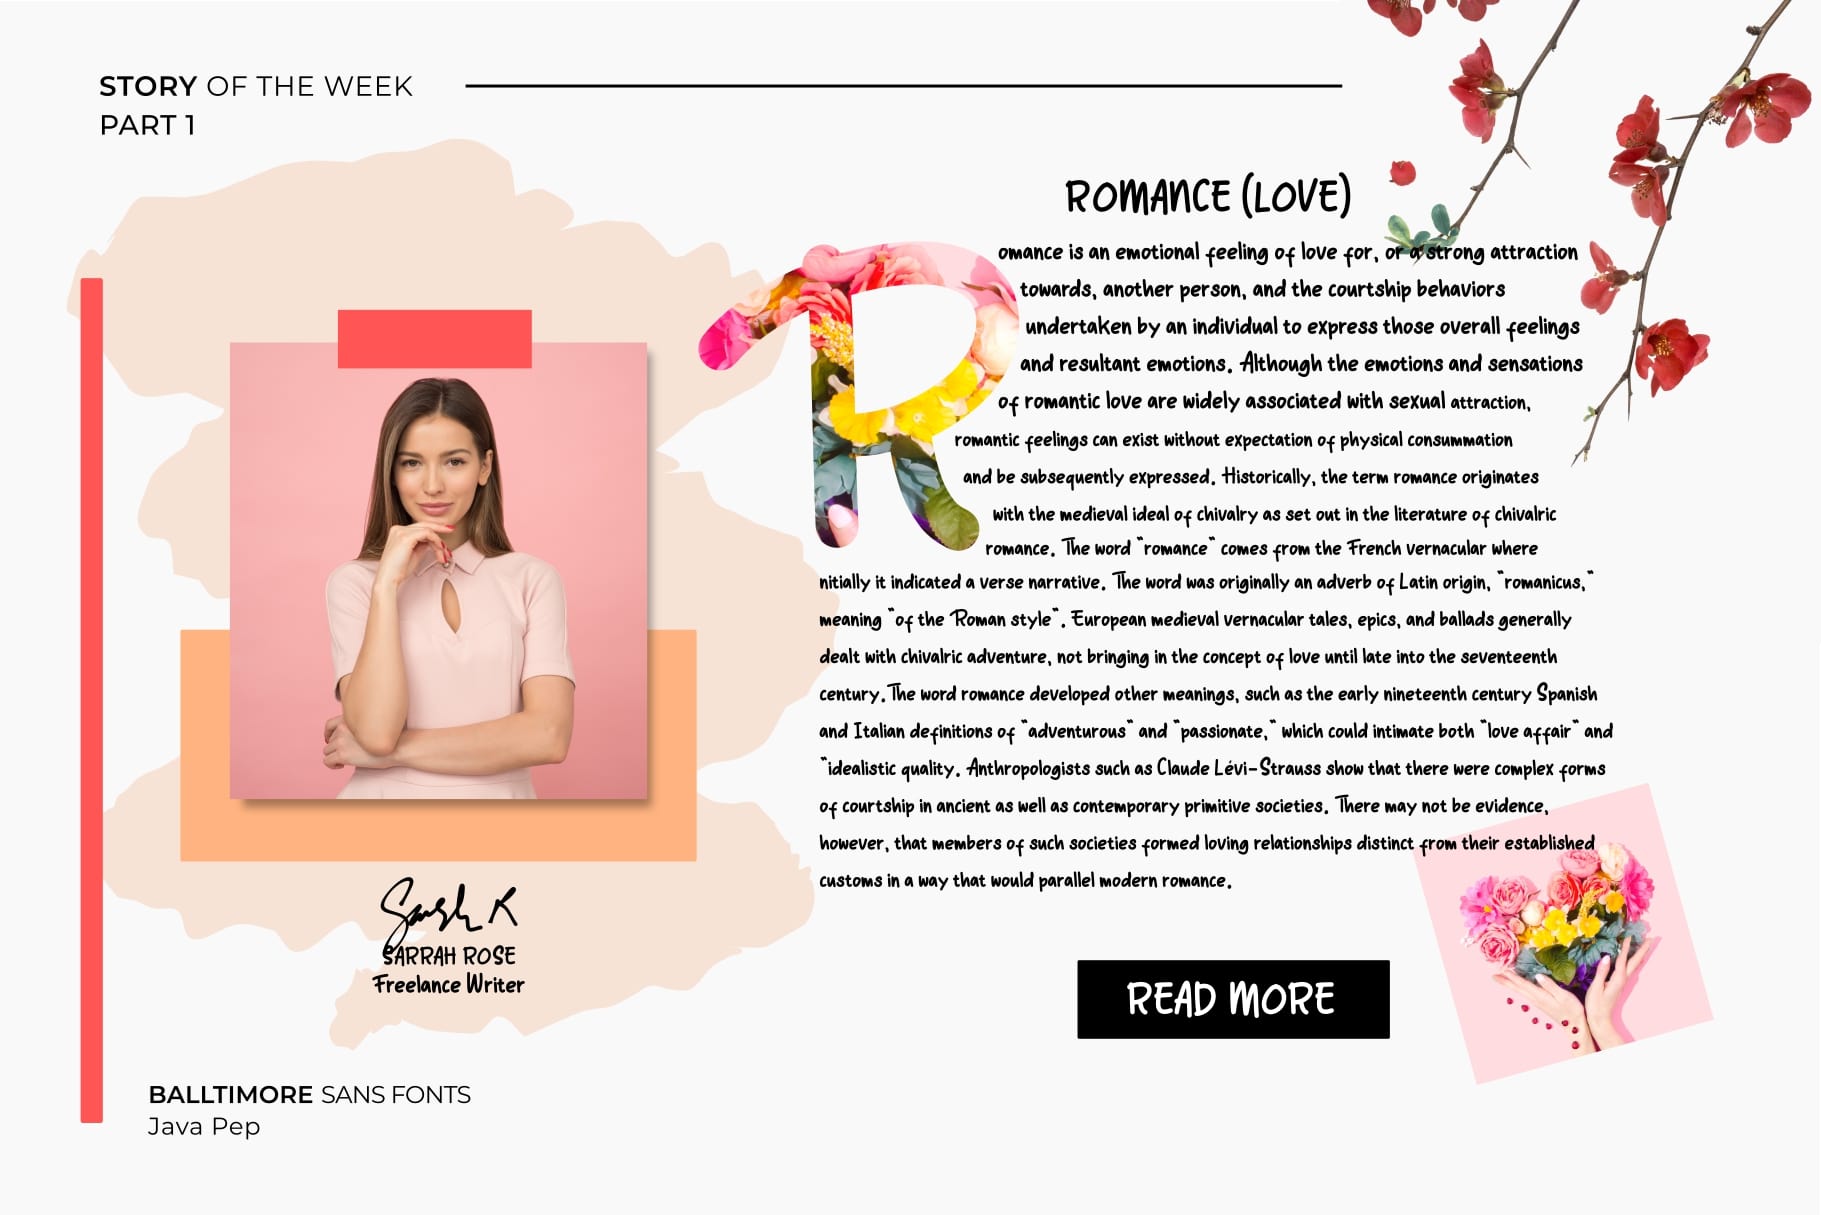 STORY OF THE WEEK
PART 1
ROMANCE (LOVE)
Romance is an emotional feeling of love for, or a strong attraction
towards, another person, and the courtship behaviors
undertaken by an individual to express those overall feelings
and resultant emotions. Although the emotions and sensations
of romantic love are widely associated with sexual attraction,
romantic feelings can exist without expectation of physical consummation
and be subsequently expressed. Historically, the term romance originates
with the medieval ideal of chivalry as set out in the literature of chivalric
romance. The word "romance" comes from the French vernacular where
nitially it indicated a verse narrative. The word was originally an adverb of Latin origin, "romanicus,"
meaning "of the Roman style". European medieval vernacular tales, epics, and ballads generally
dealt with chivalric adventure, not bringing in the concept of love until late into the seventeenth
century. The word romance developed other meanings, such as the early nineteenth century Spanish
and Italian definitions of "adventurous" and "passionate," which could intimate both "love affair" and
"idealistic quality. Anthropologists such as Claude Lévi-Strauss show that there were complex forms
of courtship in ancient as well as contemporary primitive societies. There may not be evidence,
however, that members of such societies formed loving relationships distinct from their established
customs in a way that would parallel modern romance.
READ MORE
Sarah R
SARRAH ROSE
Freelance Writer
BALLTIMORE SANS FONTS
Java Pep